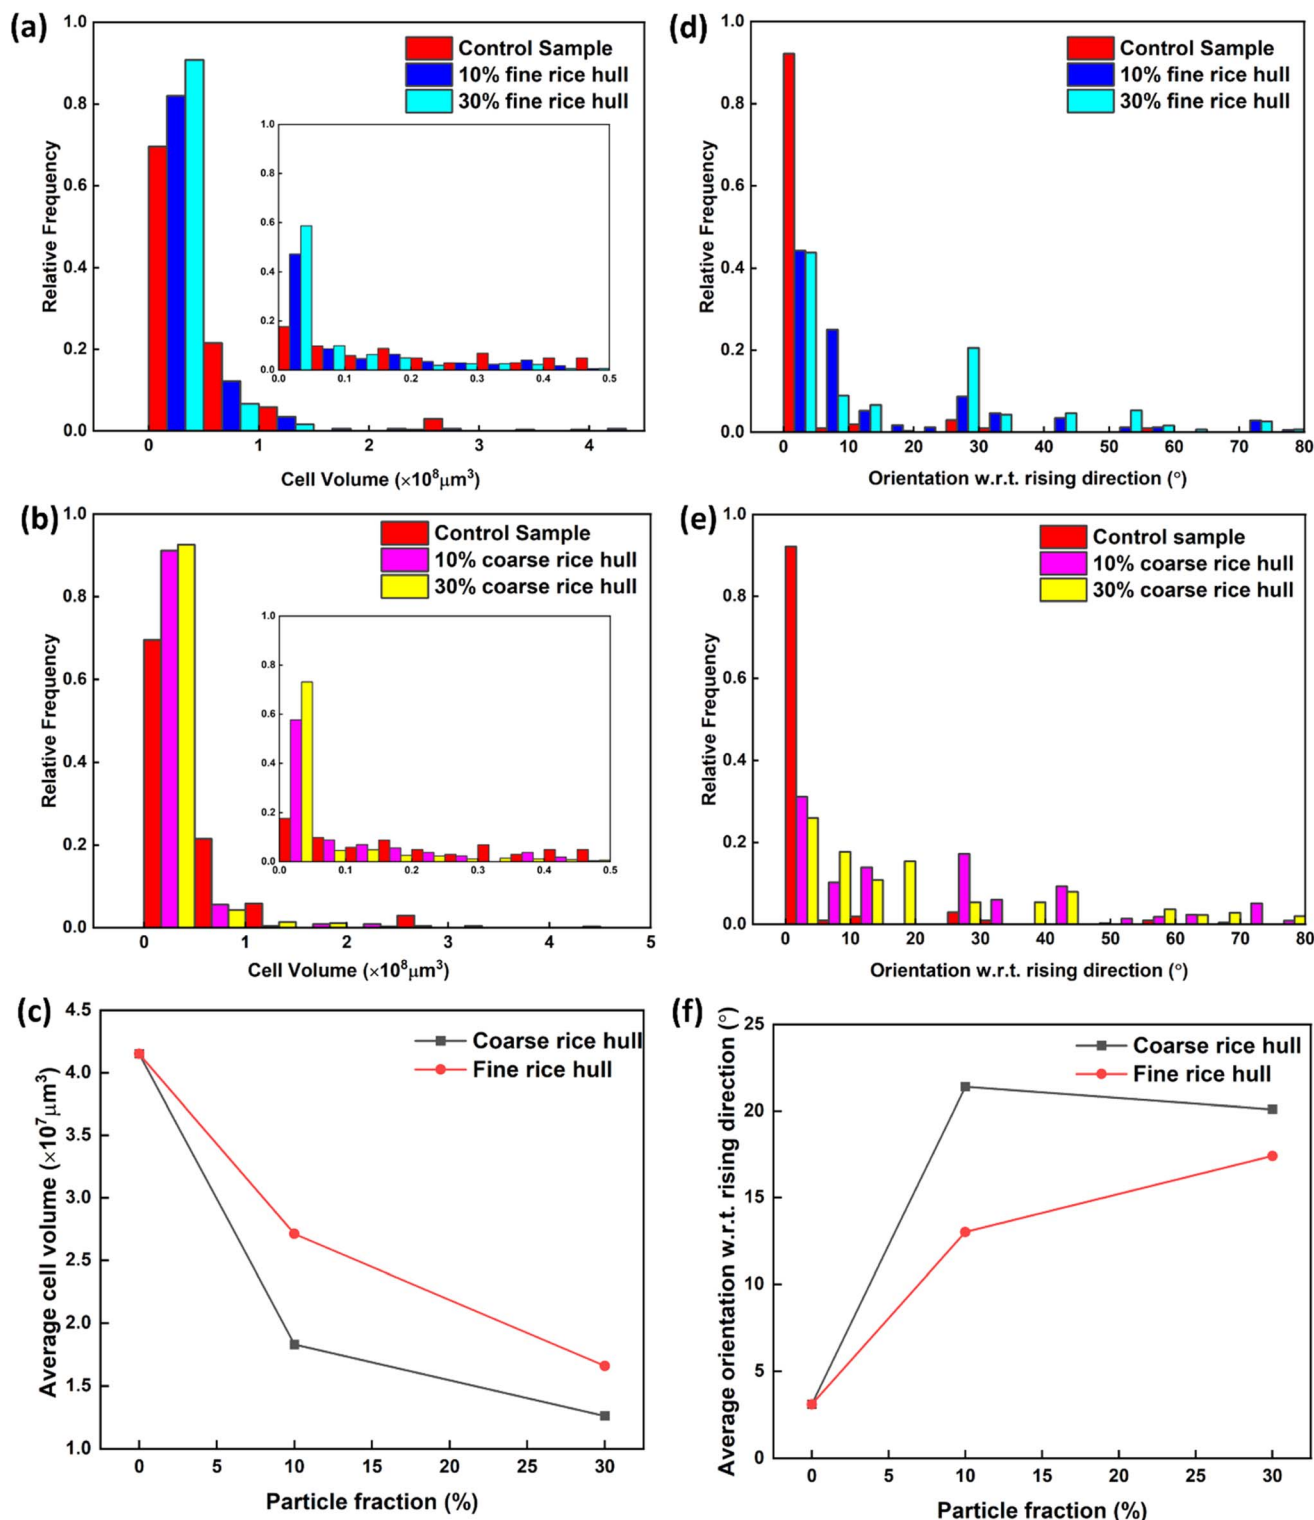 (a)
Relative Frequency
1.0
0.8
0.6
0.4
0.2
0.0
Control Sample
10% fine rice hull
30% fine rice hull
1.0
0.8
0.6
0.4
0.2
0.0
0.0 0.1 0.2 0.3 0.4 0.5
0 1 2 3 4
Cell Volume (×10⁸μm³)
(d)
Relative Frequency
1.0
0.8
0.6
0.4
0.2
0.0
Control Sample
10% fine rice hull
30% fine rice hull
0 10 20 30 40 50 60 70 80
Orientation w.r.t. rising direction (°)
(b)
Relative Frequency
1.0
0.8
0.6
0.4
0.2
0.0
Control Sample
10% coarse rice hull
30% coarse rice hull
1.0
0.8
0.6
0.4
0.2
0.0
0.0 0.1 0.2 0.3 0.4 0.5
0 1 2 3 4 5
Cell Volume (×10⁸μm³)
(e)
Relative Frequency
1.0
0.8
0.6
0.4
0.2
0.0
Control sample
10% coarse rice hull
30% coarse rice hull
0 10 20 30 40 50 60 70 80
Orientation w.r.t. rising direction (°)
(c)
Average cell volume (×10⁷μm³)
4.5
4.0
4.5
3.0
2.5
2.0
1.5
1.0
Coarse rice hull
Fine rice hull
0 5 10 15 20 25 30
Particle fraction (%)
(f)
Average orientation w.r.t. rising direction (°)
25
20
15
10
5
0
Coarse rice hull
Fine rice hull
0 5 10 15 20 25 30
Particle fraction (%)